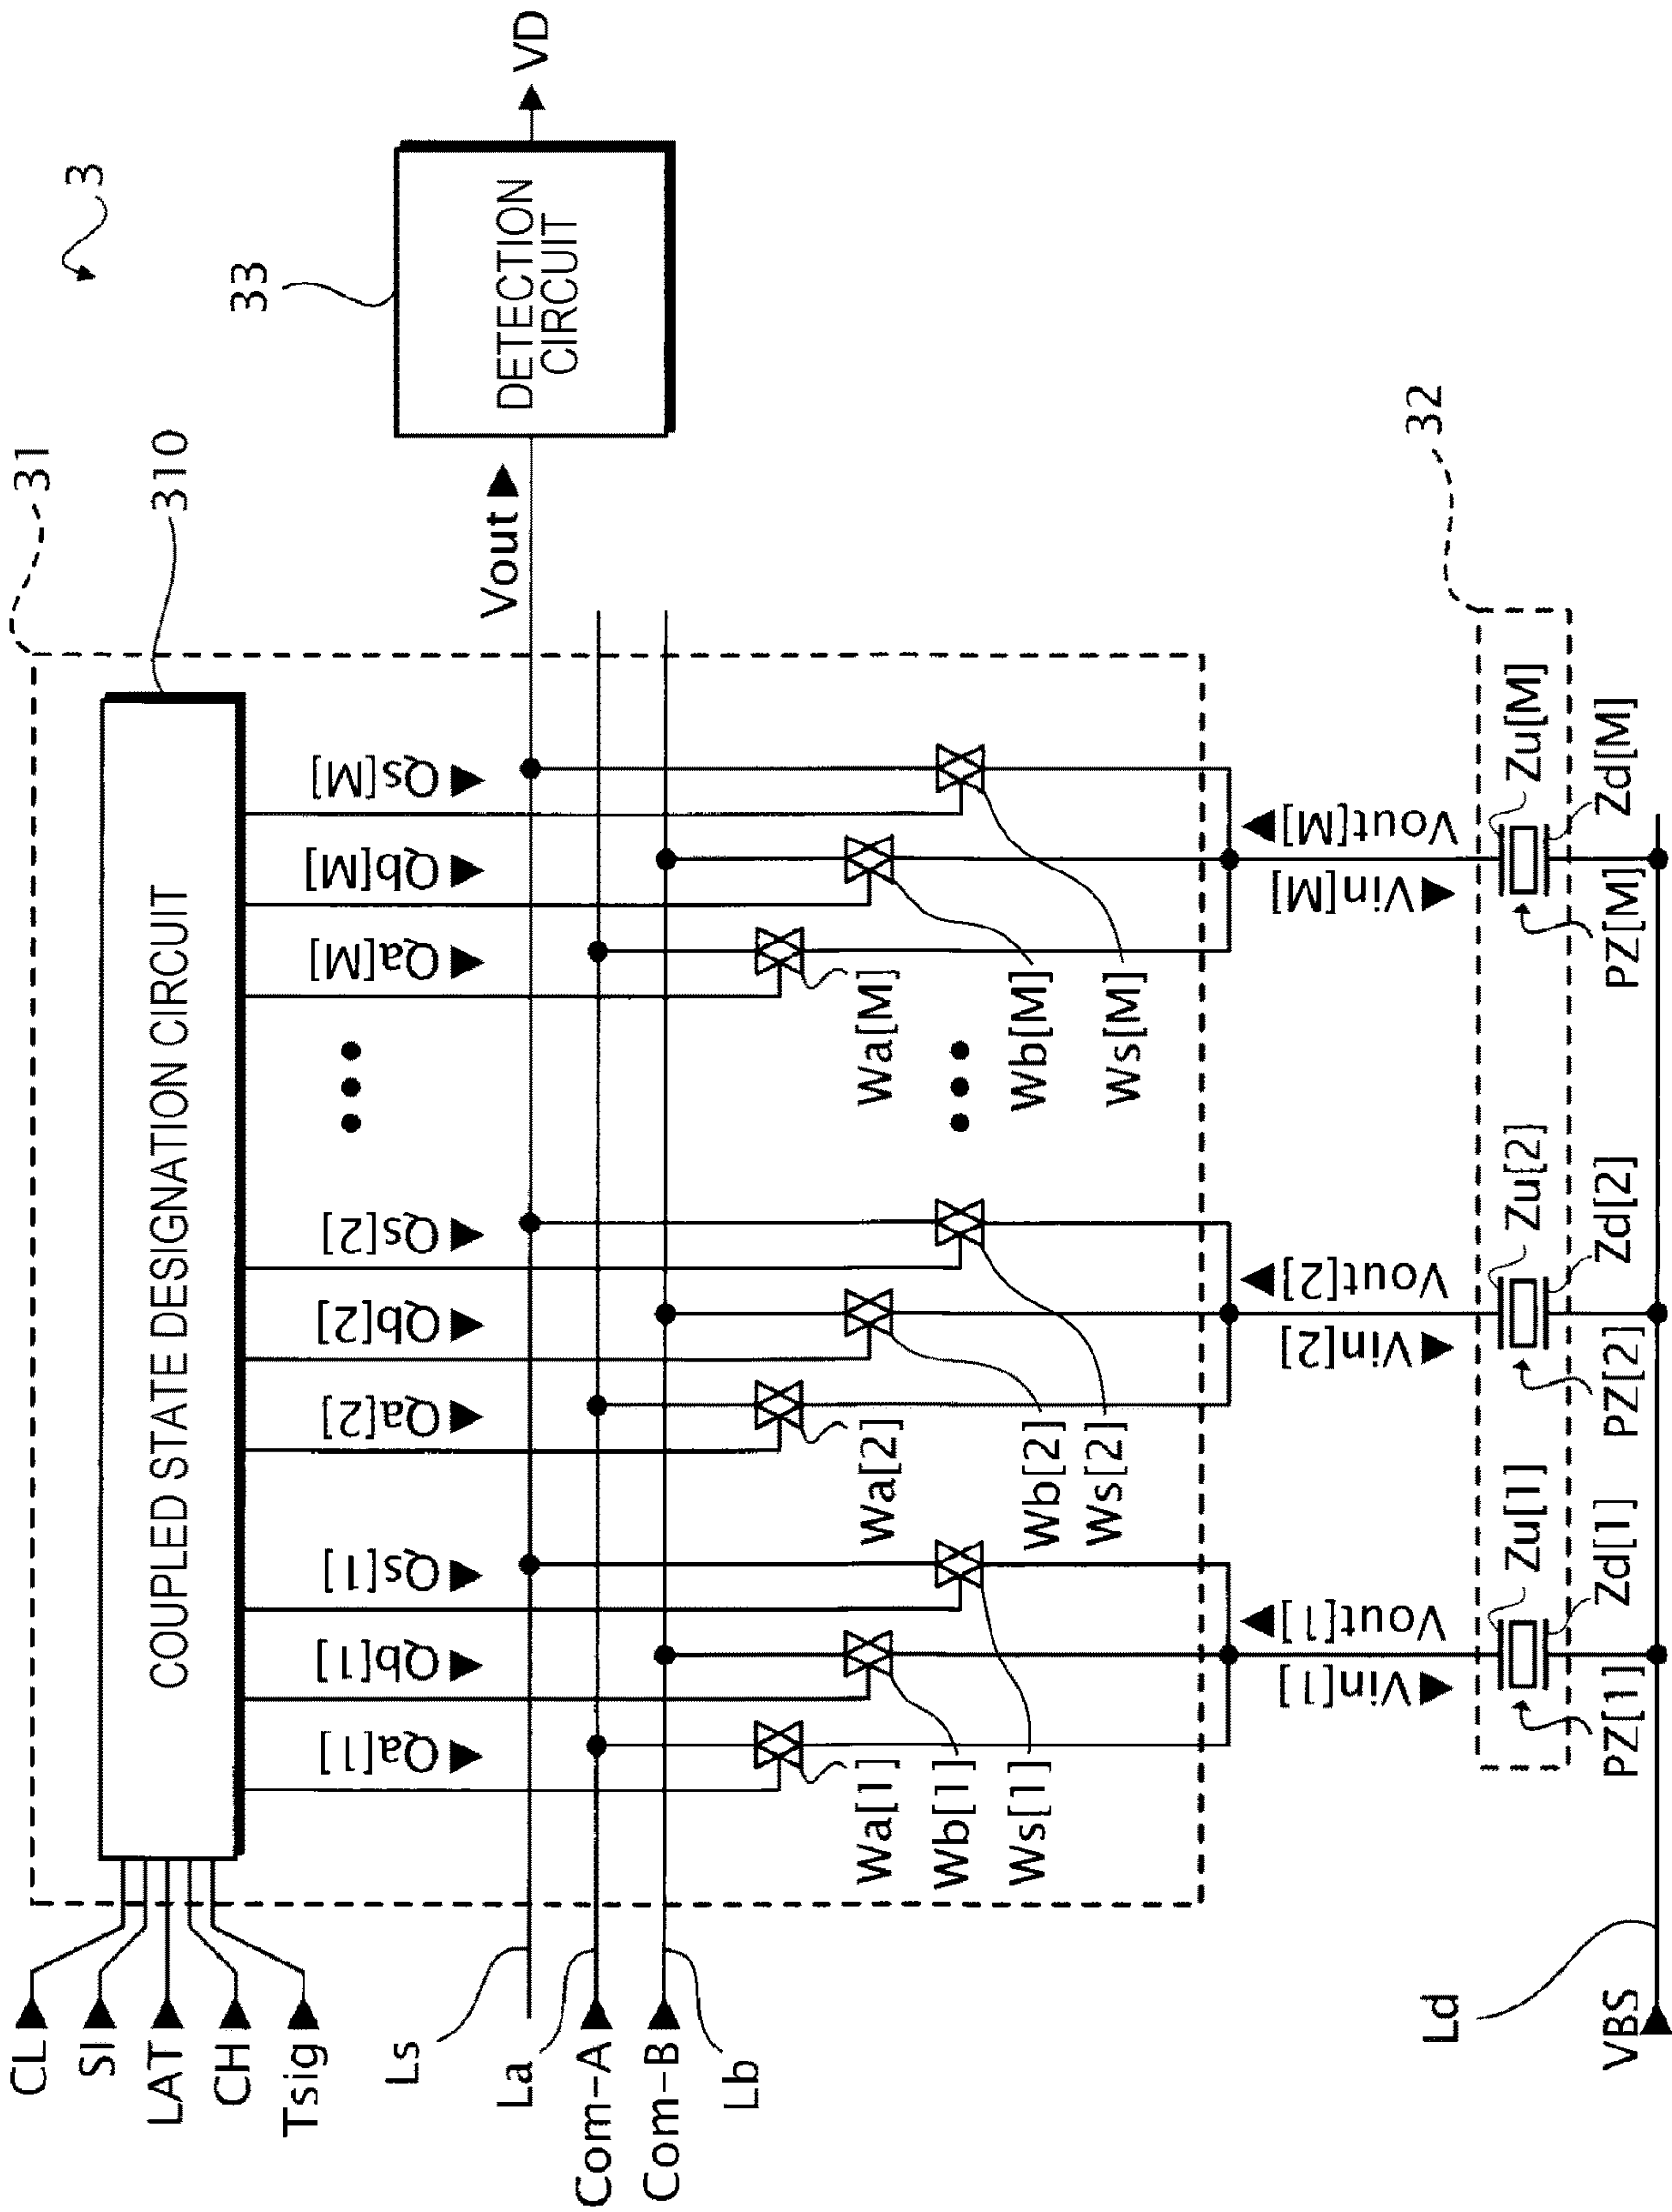 3
31
310
33
CL
SI
LAT
CH
Tsig
COUPLED STATE DESIGNATION CIRCUIT
Qa[1]
Qb[1]
Qs[1]
Qa[2]
Qb[2]
Qs[2]
Qa[M]
Qb[M]
Qs[M]
Vout
DETECTION
CIRCUIT
VD
Ls
La
Com-A
Com-B
Lb
Wa[1]
Wb[1]
Ws[1]
Wa[2]
Wb[2]
Ws[2]
Wa[M]
Wb[M]
Ws[M]
Vin[1]
Vout[1]
Vin[2]
Vout[2]
Vin[M]
Vout[M]
32
Zu[1]
Zu[2]
Zu[M]
PZ[1]
Zd[1]
PZ[2]
Zd[2]
PZ[M]
Zd[M]
Ld
VBS